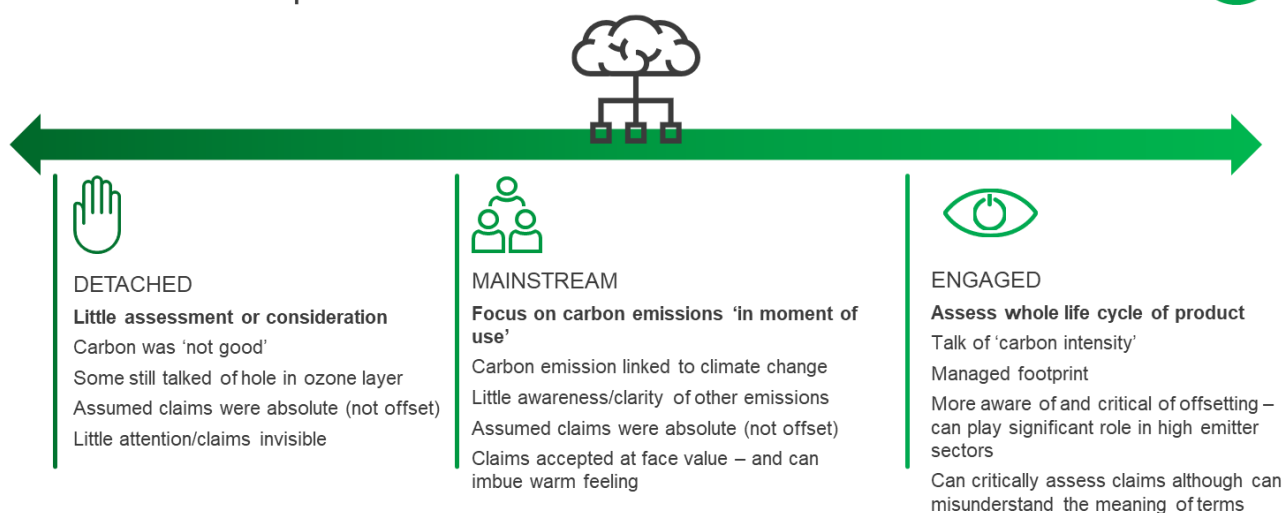 DETACHED
Little assessment or consideration
Carbon was ‘not good’
Some still talked of hole in ozone layer
Assumed claims were absolute (not offset)
Little attention/claims invisible
MAINSTREAM
Focus on carbon emissions ‘in moment of
use’
Carbon emission linked to climate change
Little awareness/clarity of other emissions
Assumed claims were absolute (not offset)
Claims accepted at face value – and can
imbue warm feeling
ENGAGED
Assess whole life cycle of product
Talk of ‘carbon intensity’
Managed footprint
More aware of and critical of offsetting –
can play significant role in high emitter
sectors
Can critically assess claims although can
misunderstand the meaning of terms